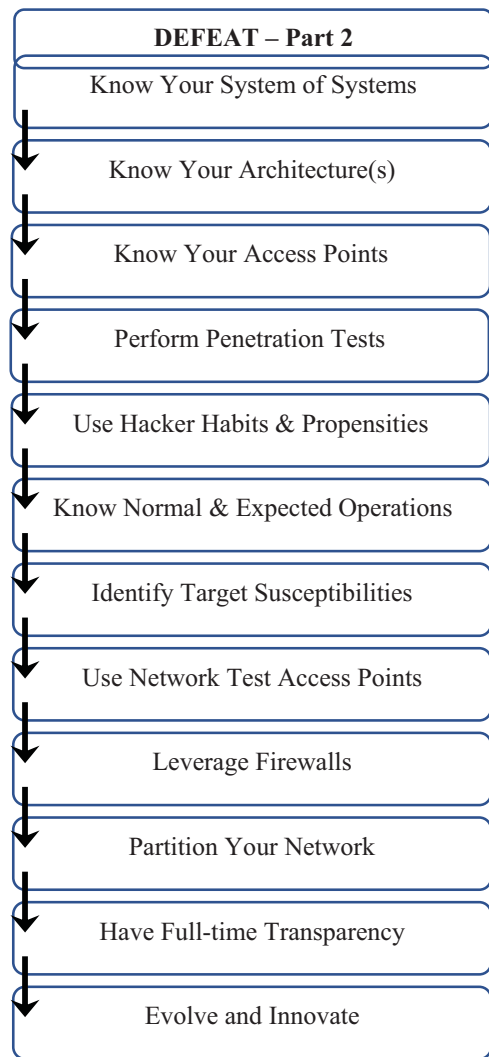 DEFEAT – Part 2
Know Your System of Systems
Know Your Architecture(s)
Know Your Access Points
Perform Penetration Tests
Use Hacker Habits & Propensities
Know Normal & Expected Operations
Identify Target Susceptibilities
Use Network Test Access Points
Leverage Firewalls
Partition Your Network
Have Full-time Transparency
Evolve and Innovate